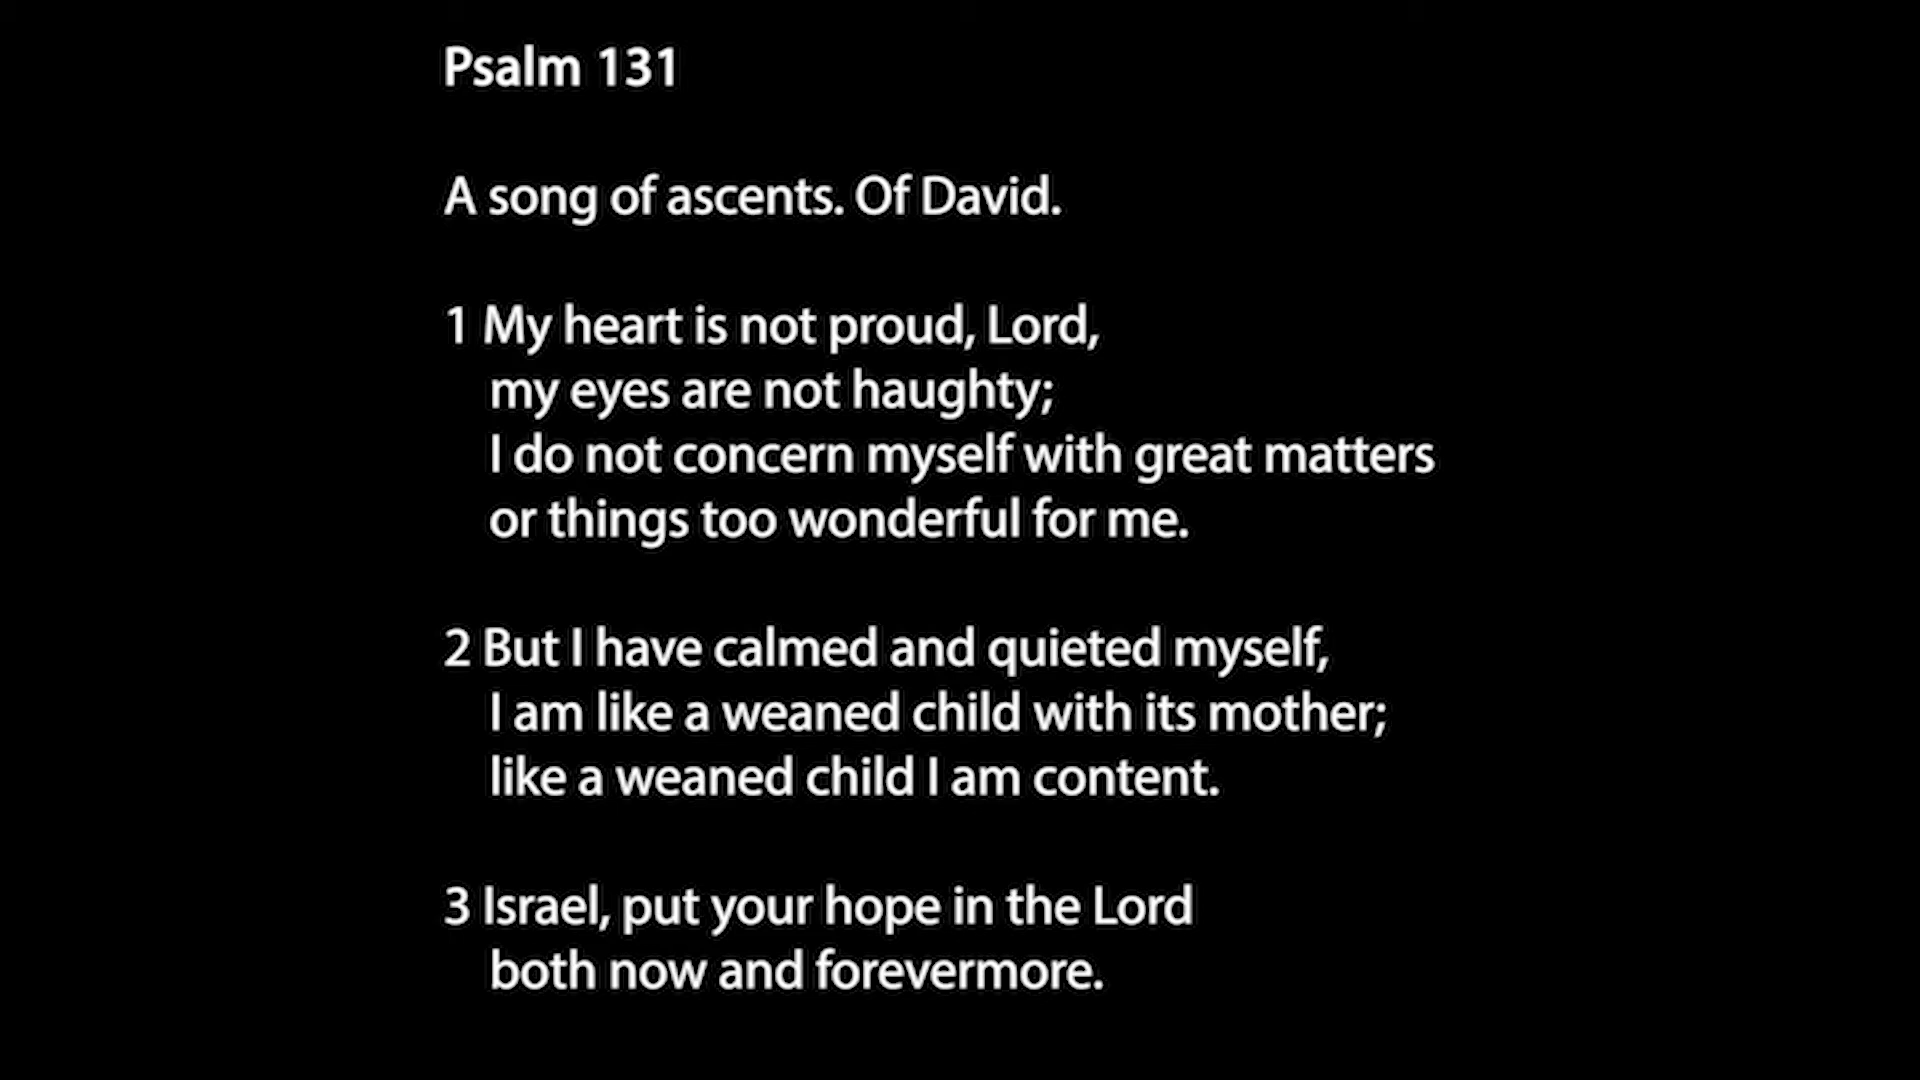 Psalm 131
A song of ascents. Of David.
1 My heart is not proud, Lord,
my eyes are not haughty;
I do not concern myself with great matters
or things too wonderful for me.
2 But I have calmed and quieted myself,
I am like a weaned child with its mother;
like a weaned child I am content.
3 Israel, put your hope in the Lord
both now and forevermore.